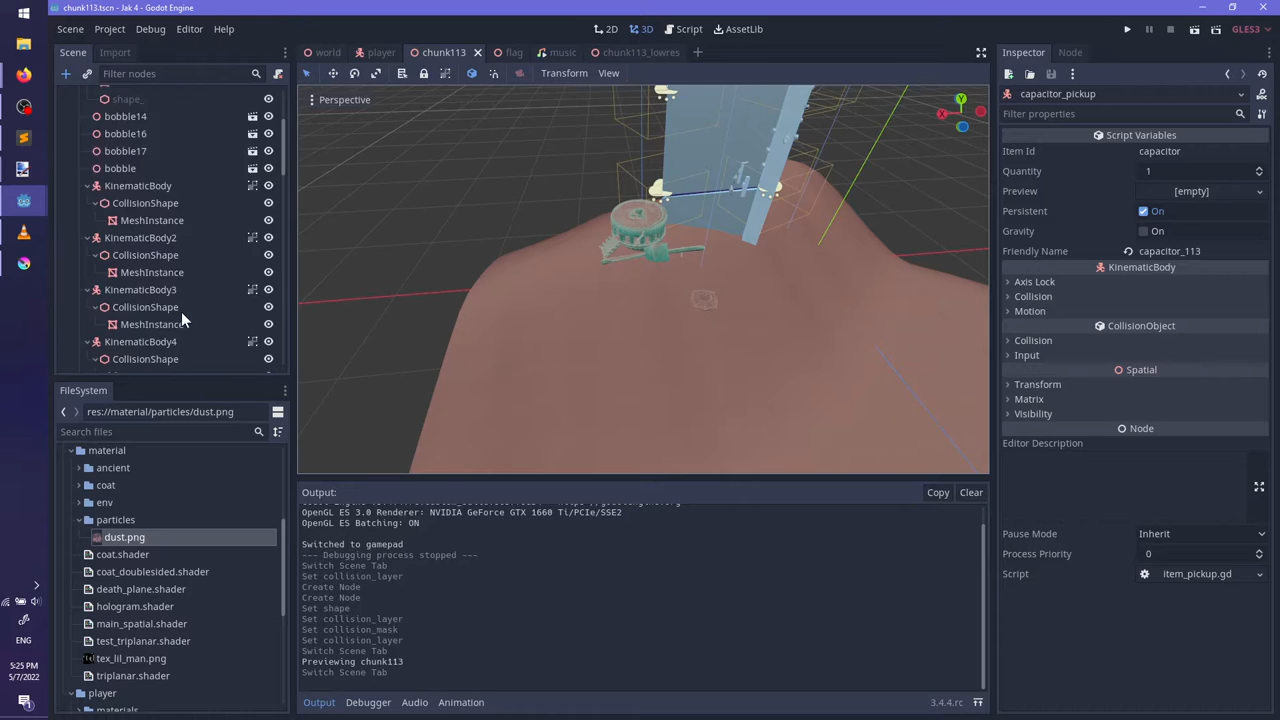 chunk113.tscn - Jak 4 - Godot Engine
Scene Project Debug Editor Help
2D 3D Script AssetLib
GLES3
Scene Import
world player chunk113 flag music chunk113_lowres
Inspector Node
Filter nodes
Transform View
shape_
bobble14
bobble16
bobble17
bobble
KinematicBody
CollisionShape
MeshInstance
KinematicBody2
CollisionShape
MeshInstance
KinematicBody3
CollisionShape
MeshInstance
KinematicBody4
CollisionShape
Perspective
Y
X
FileSystem
res://material/particles/dust.png
Search files
material
ancient
coat
env
particles
dust.png
coat.shader
coat_doublesided.shader
death_plane.shader
hologram.shader
main_spatial.shader
test_triplanar.shader
tex_lil_man.png
triplanar.shader
player
Output:
Copy Clear
OpenGL ES 3.0 Renderer: NVIDIA GeForce GTX 1660 Ti/PCIe/SSE2
OpenGL ES Batching: ON
Switched to gamepad
--- Debugging process stopped ---
Switch Scene Tab
Set collision_layer
Create Node
Create Node
Set shape
Set collision_layer
Set collision_mask
Set collision_layer
Switch Scene Tab
Previewing chunk113
Switch Scene Tab
Output Debugger Audio Animation
3.4.4.rc
capacitor_pickup
Filter properties
Script Variables
Item Id capacitor
Quantity 1
Preview [empty]
Persistent On
Gravity On
Friendly Name capacitor_113
KinematicBody
Axis Lock
Collision
Motion
CollisionObject
Collision
Input
Spatial
Transform
Matrix
Visibility
Node
Editor Description
Pause Mode Inherit
Process Priority 0
Script item_pickup.gd
ENG
5:25 PM
5/7/2022